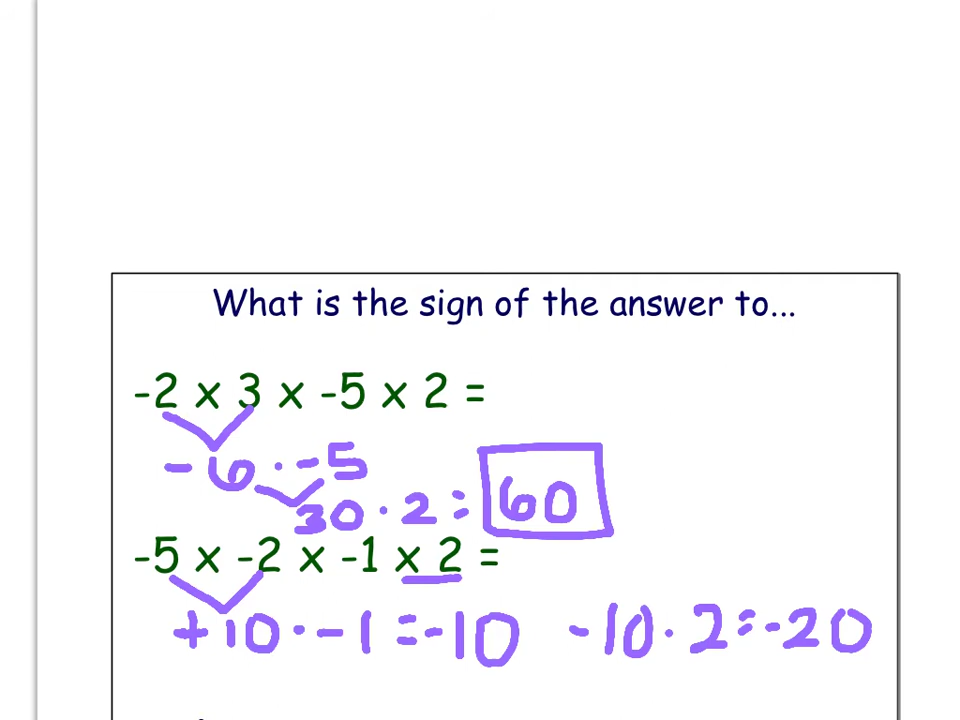 What is the sign of the answer to...
-2 x 3 x -5 x 2 =
-6 · -5
30 · 2 = 60
-5 x -2 x -1 x 2 =
+10 · -1 = -10 -10 · 2 = -20